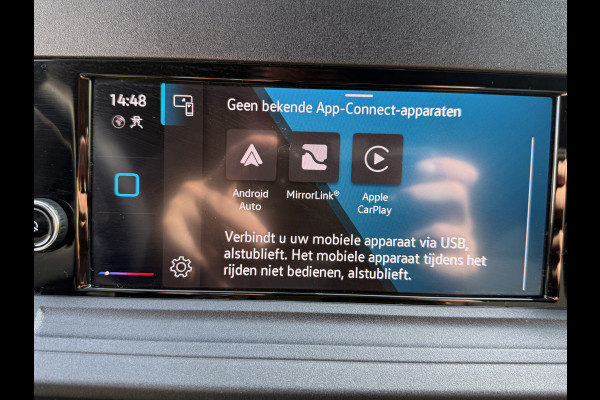 14:48
Geen bekende App-Connect-apparaten
Android
Auto
MirrorLink®
Apple
CarPlay
Verbindt u uw mobiele apparaat via USB,
alstublieft. Het mobiele apparaat tijdens het
rijden niet bedienen, alstublieft.